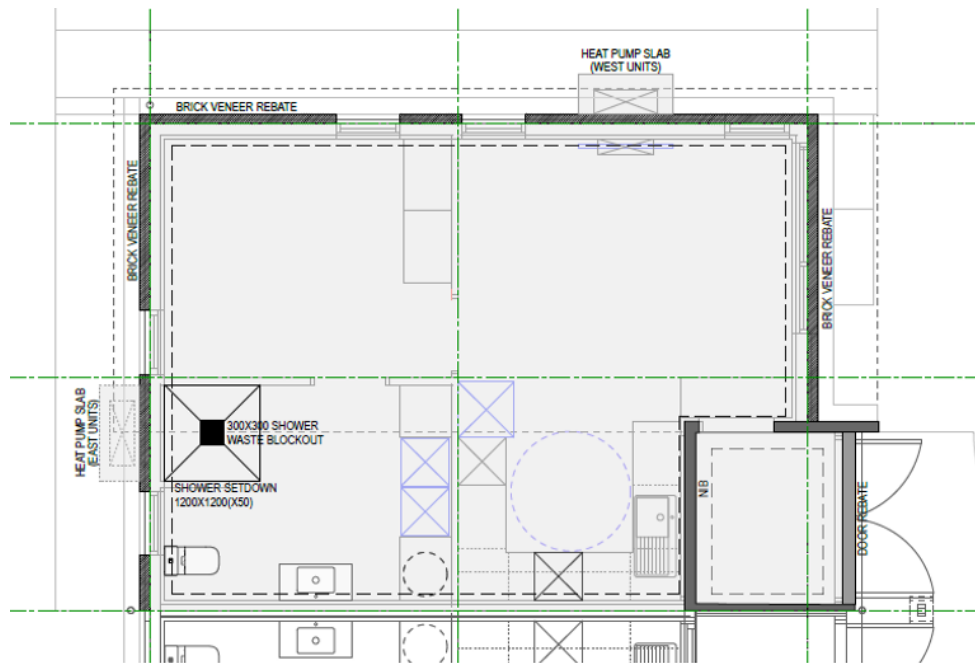 HEAT PUMP SLAB
(WEST UNITS)
BRICK VENEER REBATE
BRICK VENEER REBATE
BRICK VENEER REBATE
HEAT PUMP SLAB
(EAST UNITS)
300X300 SHOWER
WASTE BLOCKOUT
SHOWER SETDOWN
1200X1200(X50)
NIB
DOOR REBATE